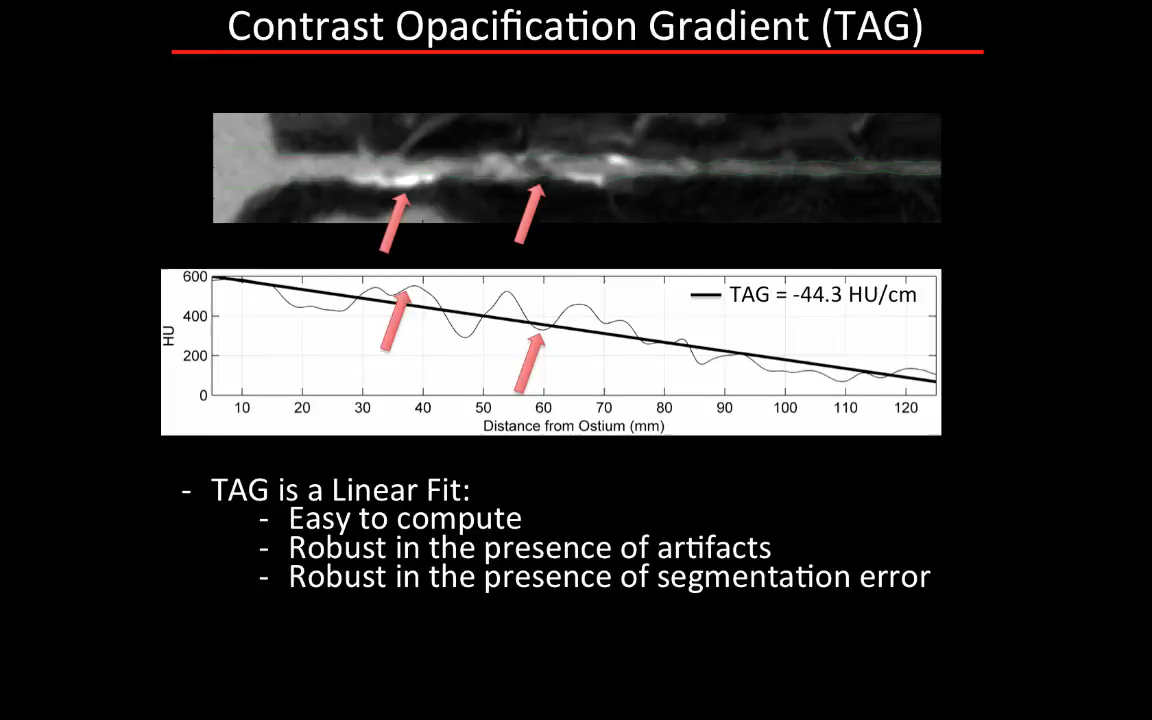 Contrast Opacification Gradient (TAG)
600
400
200
0
HU
TAG = -44.3 HU/cm
10 20 30 40 50 60 70 80 90 100 110 120
Distance from Ostium (mm)
- TAG is a Linear Fit:
- Easy to compute
- Robust in the presence of artifacts
- Robust in the presence of segmentation error